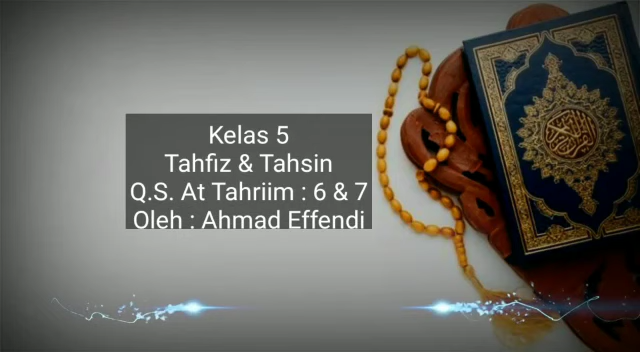 Kelas 5
Tahfiz & Tahsin
Q.S. At Tahriim : 6 & 7
Oleh : Ahmad Effendi